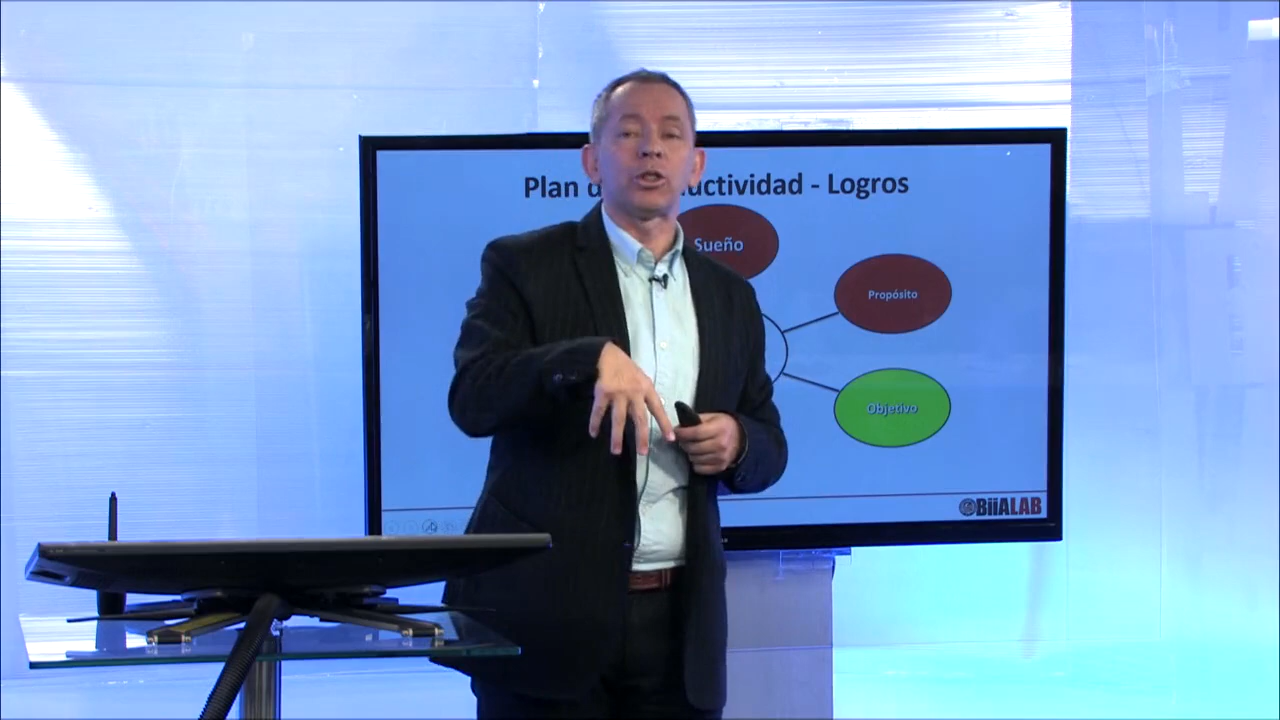 Plan d uctividad - Logros
Sueño
Propósito
Objetivo
BiiALAB